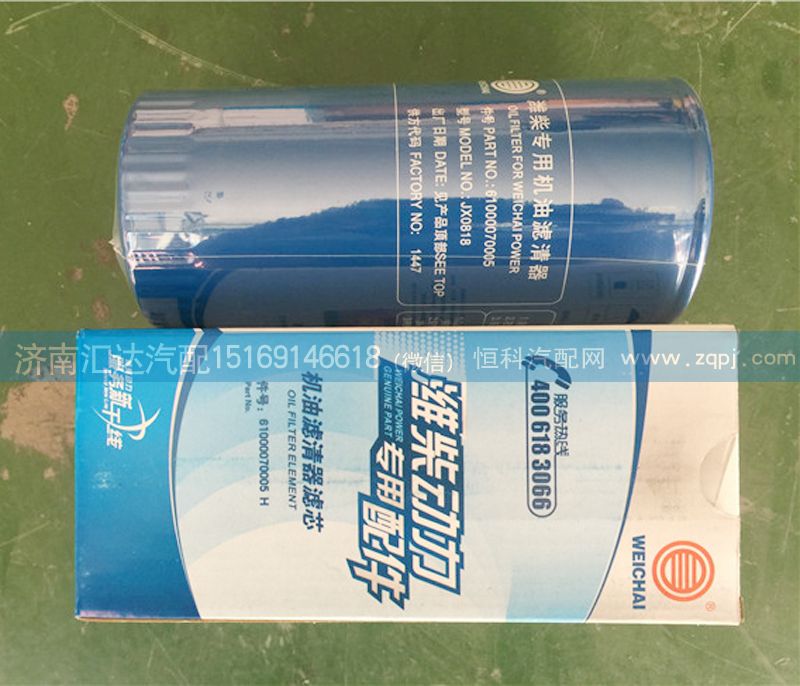 WEICHAI
潍柴专用机油滤清器
OIL FILTER FOR WEICHAI POWER
件号 PART NO.: 61000070005
型号 MODEL NO.: JX0818
出厂日期 DATE: 见产品顶部SEE TOP
供方代码 FACTORY NO: 1447
济南汇达汽配15169146618 (微信) 恒科汽配网 www.zqpj.com
服务热线
400 618 3066
潍柴动力
WEICHAI POWER
GENUINE PART
专用配件
机油滤清器滤芯
OIL FILTER ELEMENT
件号: 61000070005 H
Part No.
WEICHAI
®